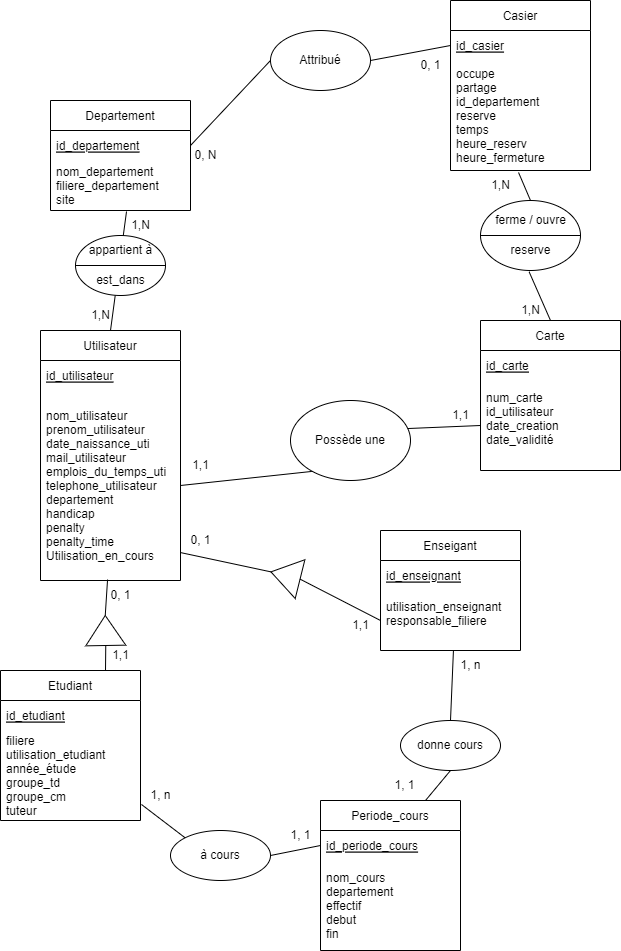 Casier
id_casier
occupe
partage
id_departement
reserve
temps
heure_reserv
heure_fermeture
Attribué
0, 1
0, N
Departement
id_departement
nom_departement
filiere_departement
site
1,N
ferme / ouvre
reserve
1,N
1,N
appartient à
est_dans
1,N
Utilisateur
id_utilisateur
nom_utilisateur
prenom_utilisateur
date_naissance_uti
mail_utilisateur
emplois_du_temps_uti
telephone_utilisateur
departement
handicap
penalty
penalty_time
Utilisation_en_cours
Carte
id_carte
num_carte
id_utilisateur
date_creation
date_validité
1,1
Possède une
1,1
0, 1
Enseigant
id_enseignant
utilisation_enseignant
responsable_filiere
1,1
0, 1
1,1
Etudiant
id_etudiant
filiere
utilisation_etudiant
année_étude
groupe_td
groupe_cm
tuteur
1, n
donne cours
1, 1
1, n
à cours
1, 1
Periode_cours
id_periode_cours
nom_cours
departement
effectif
debut
fin